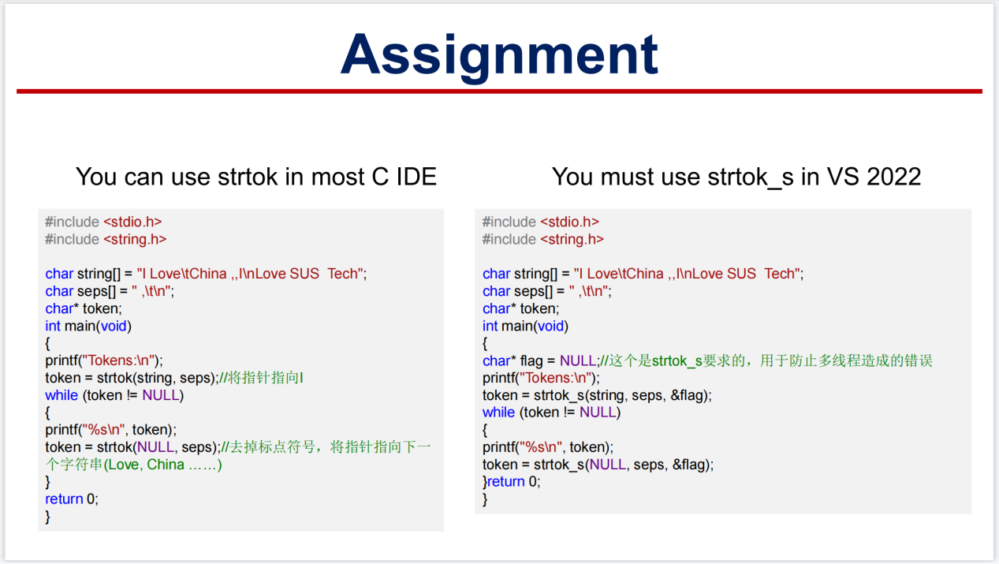 Assignment
You can use strtok in most C IDE
#include <stdio.h>
#include <string.h>
char string[] = "I Love\tChina ,,I\nLove SUS  Tech";
char seps[] = " ,\t\n";
char* token;
int main(void)
{
printf("Tokens:\n");
token = strtok(string, seps);//将指针指向I
while (token != NULL)
{
printf("%s\n", token);
token = strtok(NULL, seps);//去掉标点符号，将指针指向下一
个字符串(Love, China ……)
}
return 0;
}
You must use strtok_s in VS 2022
#include <stdio.h>
#include <string.h>
char string[] = "I Love\tChina ,,I\nLove SUS  Tech";
char seps[] = " ,\t\n";
char* token;
int main(void)
{
char* flag = NULL;//这个是strtok_s要求的，用于防止多线程造成的错误
printf("Tokens:\n");
token = strtok_s(string, seps, &flag);
while (token != NULL)
{
printf("%s\n", token);
token = strtok_s(NULL, seps, &flag);
}return 0;
}